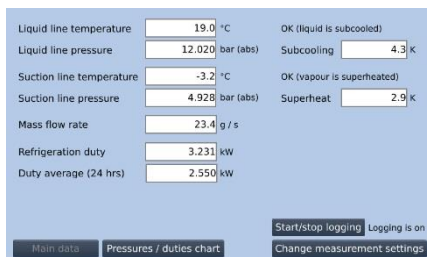 Liquid line temperature 19.0 °C OK (liquid is subcooled)
Liquid line pressure 12.020 bar (abs) Subcooling 4.3 K
Suction line temperature -3.2 °C OK (vapour is superheated)
Suction line pressure 4.928 bar (abs) Superheat 2.9 K
Mass flow rate 23.4 g / s
Refrigeration duty 3.231 kW
Duty average (24 hrs) 2.550 kW
Start/stop logging Logging is on
Main data Pressures / duties chart Change measurement settings